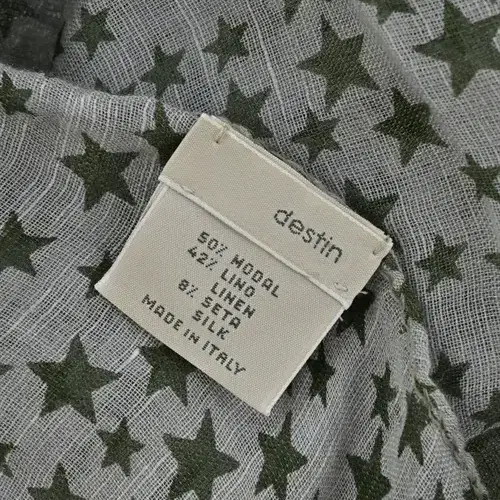 destin
50% MODAL
42% LINO
LINEN
8% SETA
SILK
MADE IN ITALY